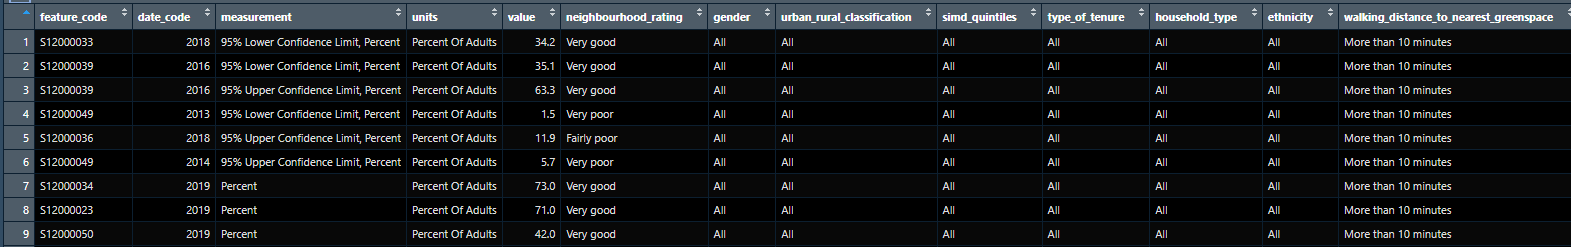 feature_code date_code measurement units value neighbourhood_rating gender urban_rural_classification simd_quintiles type_of_tenure household_type ethnicity walking_distance_to_nearest_greenspace
1 S12000033 2018 95% Lower Confidence Limit, Percent Percent Of Adults 34.2 Very good All All All All All All More than 10 minutes
2 S12000039 2016 95% Lower Confidence Limit, Percent Percent Of Adults 35.1 Very good All All All All All All More than 10 minutes
3 S12000039 2016 95% Upper Confidence Limit, Percent Percent Of Adults 63.3 Very good All All All All All All More than 10 minutes
4 S12000049 2013 95% Lower Confidence Limit, Percent Percent Of Adults 1.5 Very poor All All All All All All More than 10 minutes
5 S12000036 2018 95% Upper Confidence Limit, Percent Percent Of Adults 11.9 Fairly poor All All All All All All More than 10 minutes
6 S12000049 2014 95% Upper Confidence Limit, Percent Percent Of Adults 5.7 Very poor All All All All All All More than 10 minutes
7 S12000034 2019 Percent Percent Of Adults 73.0 Very good All All All All All All More than 10 minutes
8 S12000023 2019 Percent Percent Of Adults 71.0 Very good All All All All All All More than 10 minutes
9 S12000050 2019 Percent Percent Of Adults 42.0 Very good All All All All All All More than 10 minutes